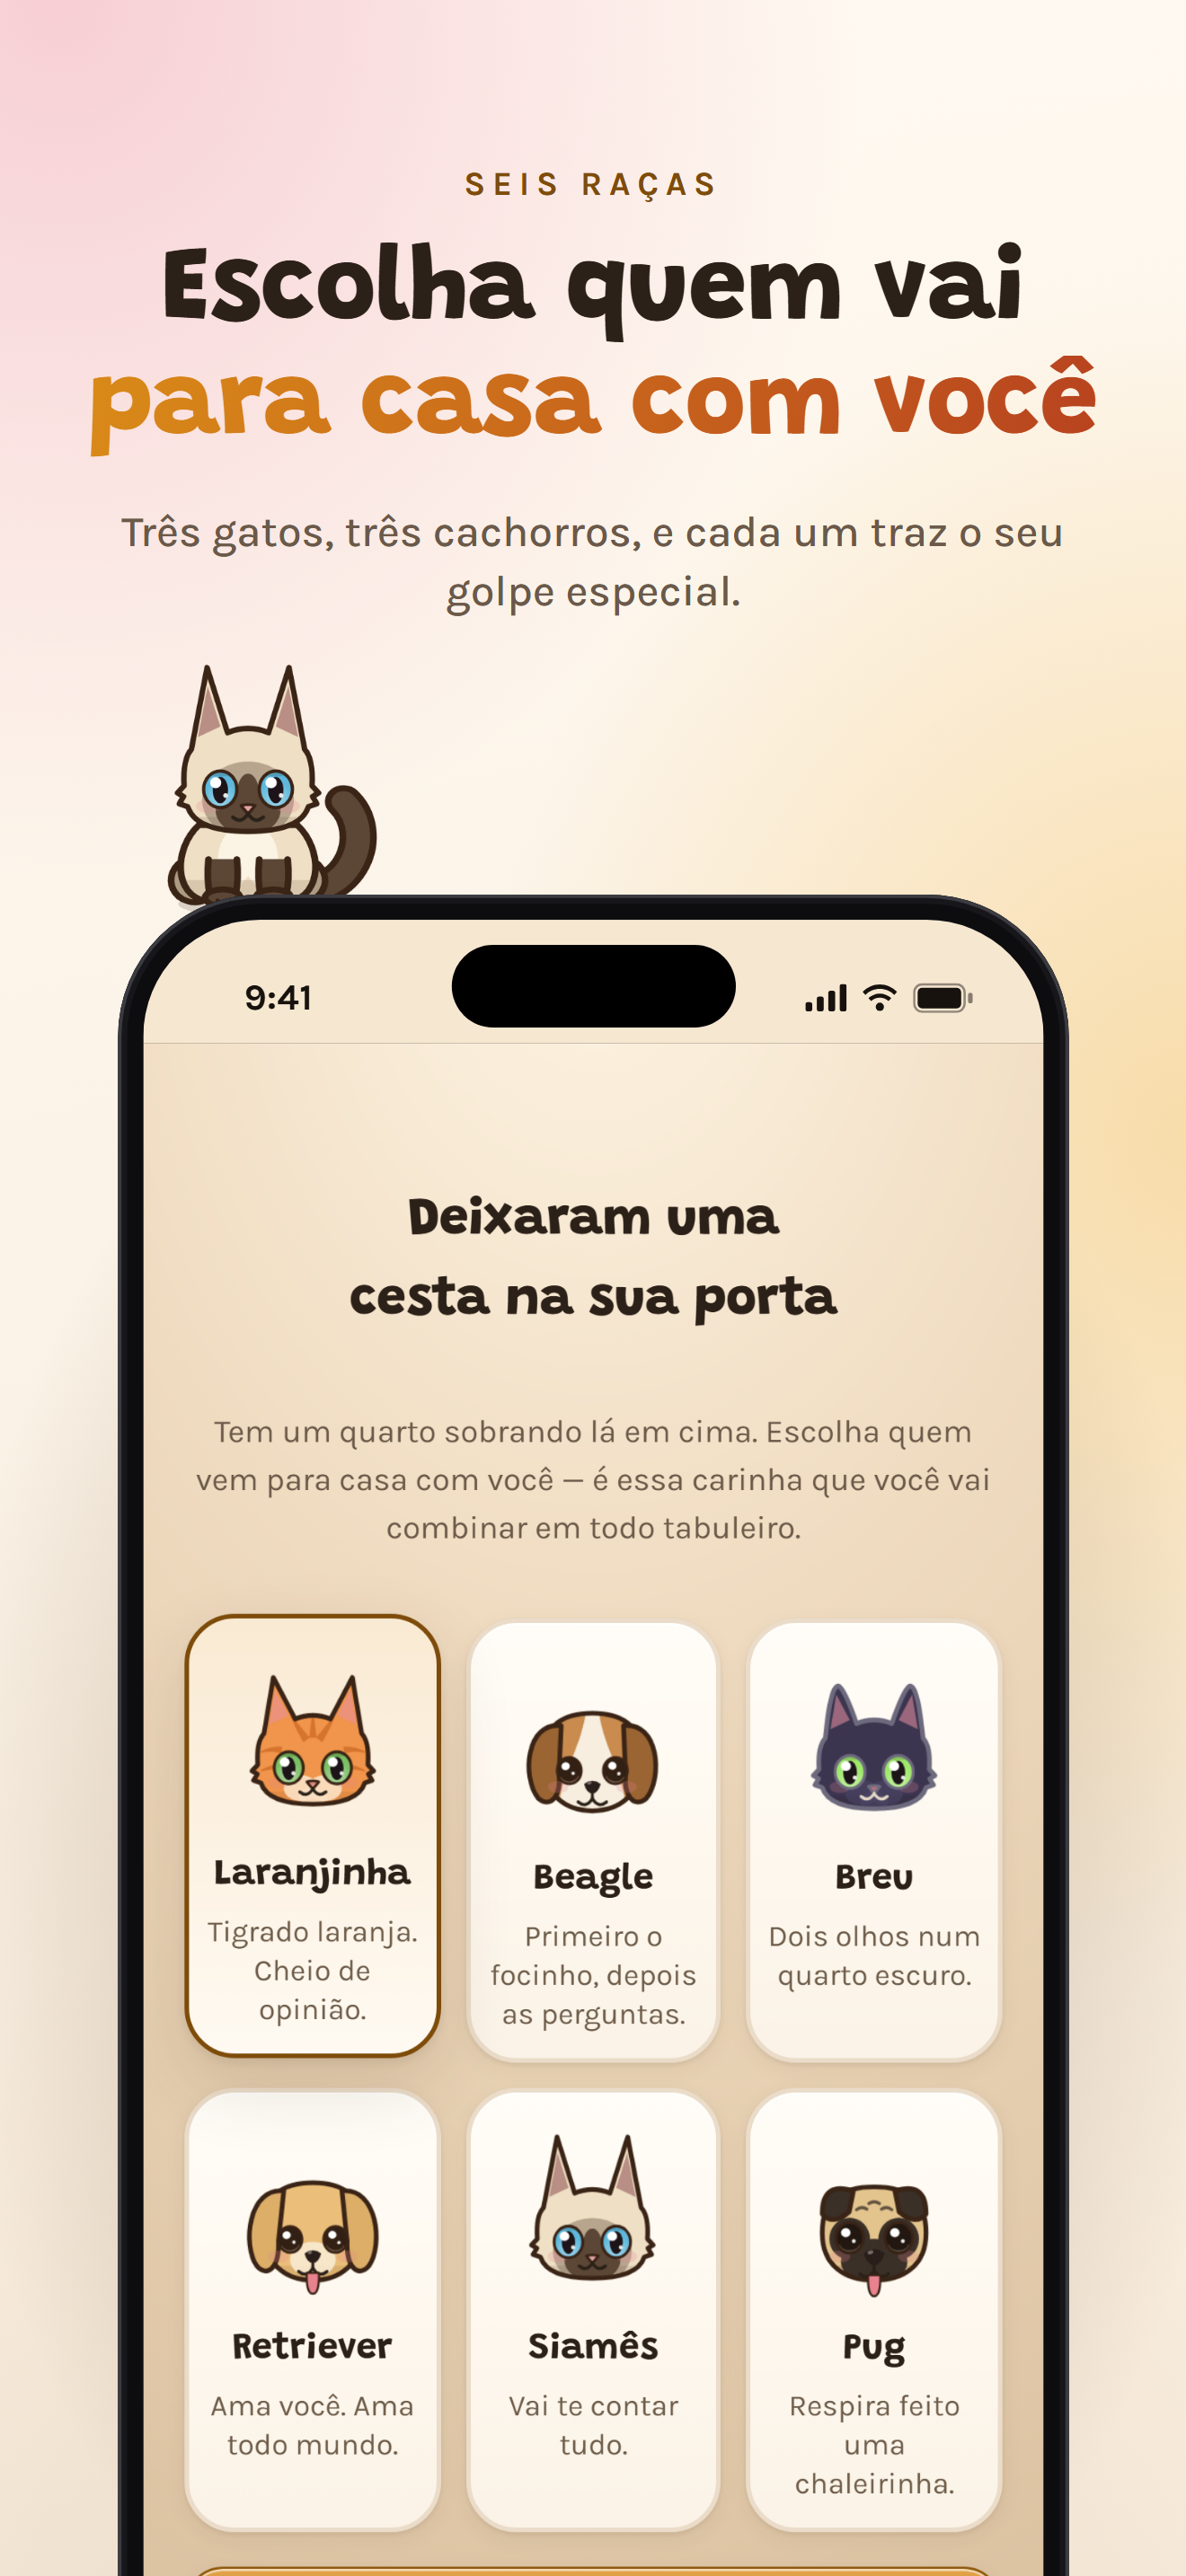 SEIS RAÇAS
Escolha quem vai
para casa com você
Três gatos, três cachorros, e cada um traz o seu
golpe especial.
9:41
Deixaram uma
cesta na sua porta
Tem um quarto sobrando lá em cima. Escolha quem
vem para casa com você — é essa carinha que você vai
combinar em todo tabuleiro.
Laranjinha
Tigrado laranja.
Cheio de
opinião.
Beagle
Primeiro o
focinho, depois
as perguntas.
Breu
Dois olhos num
quarto escuro.
Retriever
Ama você. Ama
todo mundo.
Siamês
Vai te contar
tudo.
Pug
Respira feito
uma
chaleirinha.